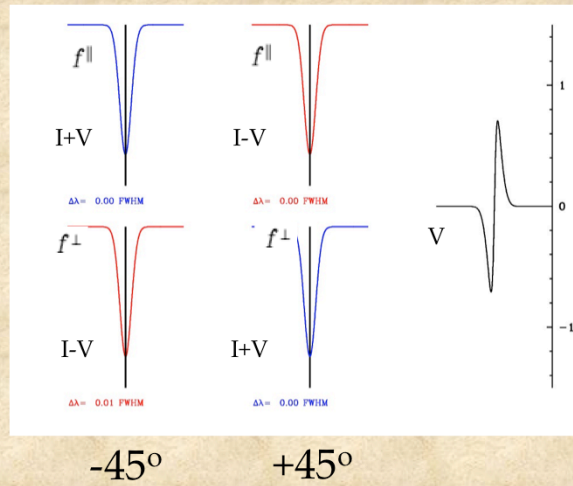 f∥
I+V
Δλ= 0.00 FWHM
f∥
I-V
Δλ= 0.00 FWHM
f⊥
I-V
Δλ= 0.01 FWHM
f⊥
I+V
Δλ= 0.00 FWHM
V
1
0
-1
-45º
+45º